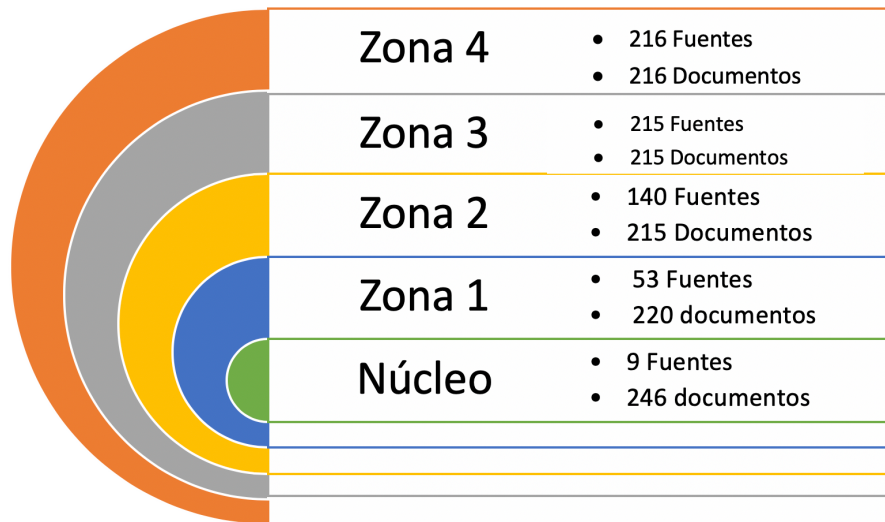 Zona 4
• 216 Fuentes
• 216 Documentos
Zona 3
• 215 Fuentes
• 215 Documentos
Zona 2
• 140 Fuentes
• 215 Documentos
Zona 1
• 53 Fuentes
• 220 documentos
Núcleo
• 9 Fuentes
• 246 documentos